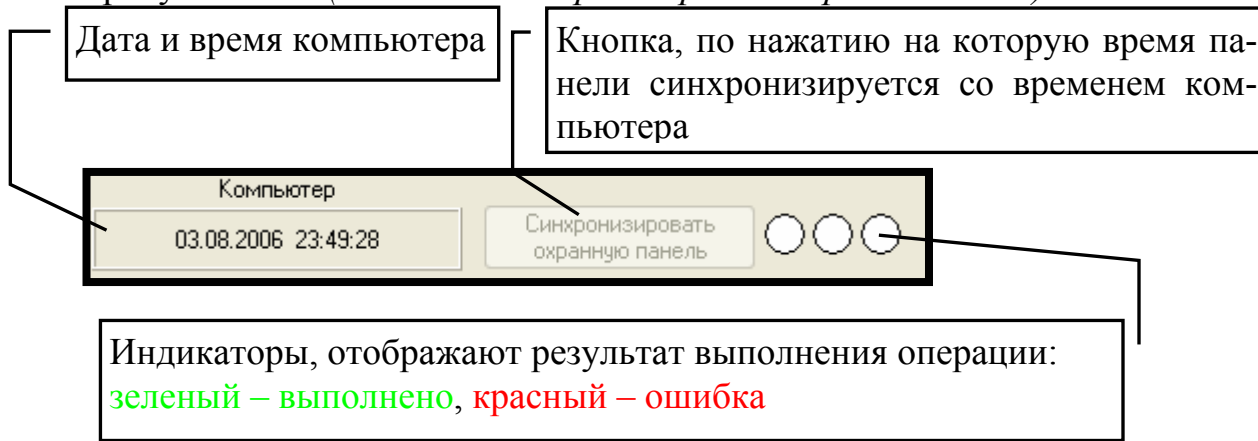 Дата и время компьютера
Кнопка, по нажатию на которую время па-
нели синхронизируется со временем ком-
пьютера
Компьютер
03.08.2006 23:49:28
Синхронизировать
охранную панель
Индикаторы, отображают результат выполнения операции:
зеленый – выполнено, красный – ошибка